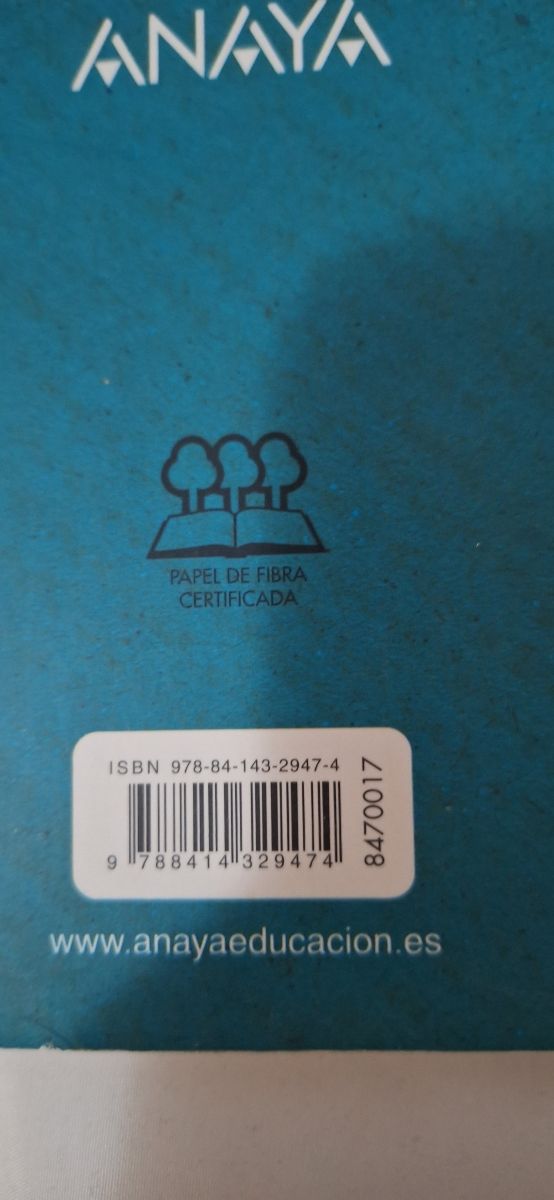 ANAYA
PAPEL DE FIBRA
CERTIFICADA
ISBN 978-84-143-2947-4
9 788414 329474
8470017
www.anayaeducacion.es